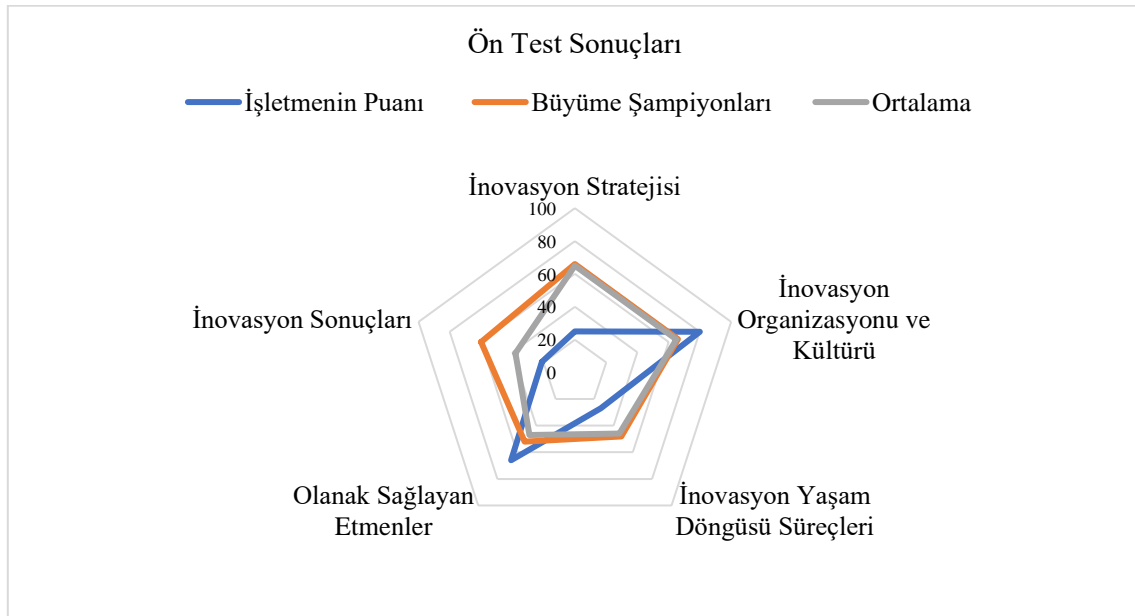 Ön Test Sonuçları
İşletmenin Puanı
Büyüme Şampiyonları
Ortalama
İnovasyon Stratejisi
100
80
60
40
20
0
İnovasyon
Organizasyonu ve
Kültürü
İnovasyon Sonuçları
Olanak Sağlayan
Etmenler
İnovasyon Yaşam
Döngüsü Süreçleri